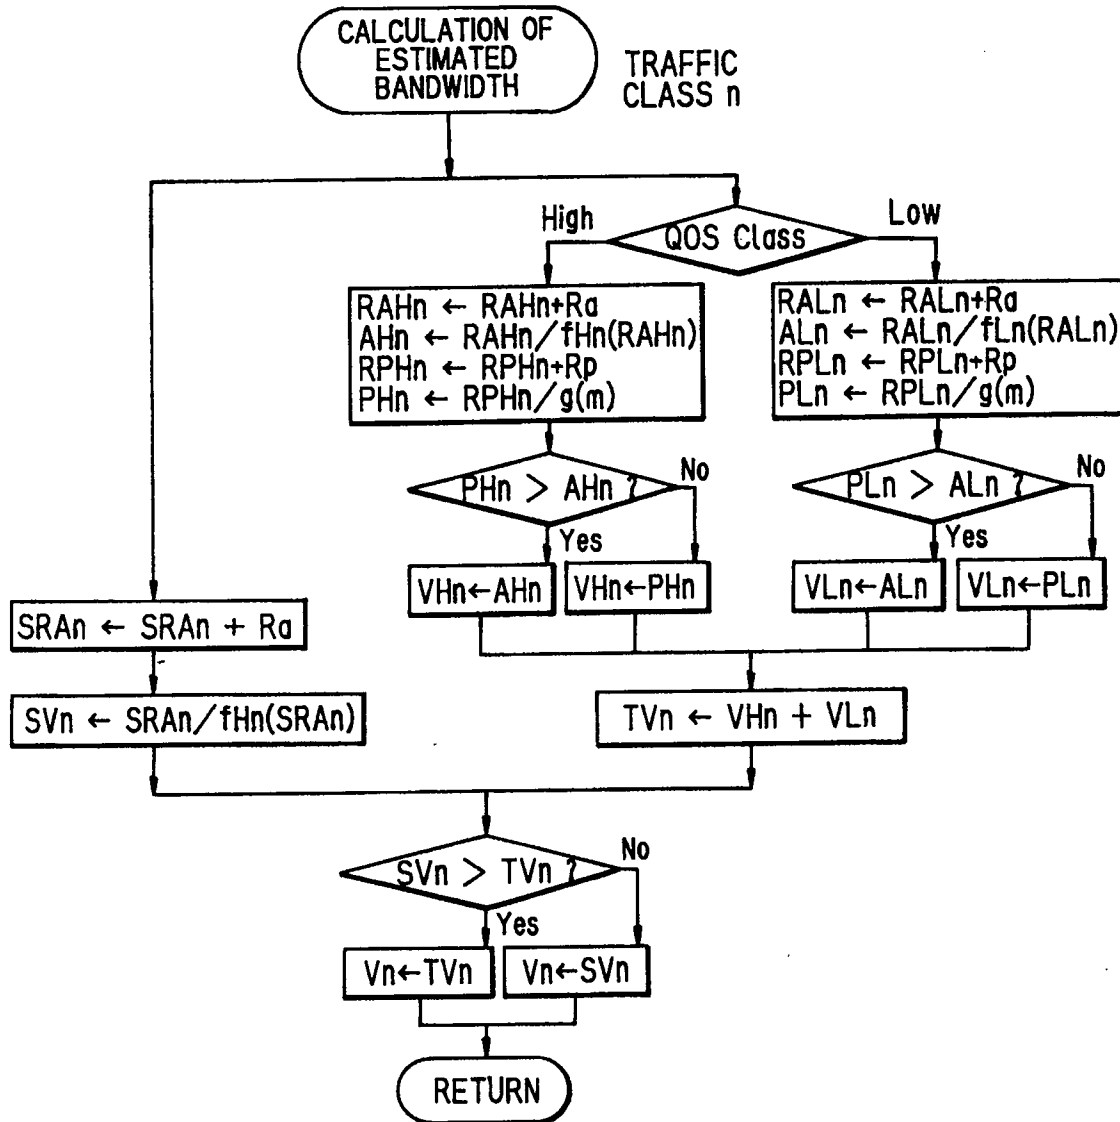 CALCULATION OF
ESTIMATED
BANDWIDTH
TRAFFIC
CLASS n
High
QOS Class
Low
RAHn ← RAHn+Ra
AHn ← RAHn/fHn(RAHn)
RPHn ← RPHn+Rp
PHn ← RPHn/g(m)
RALn ← RALn+Ra
ALn ← RALn/fLn(RALn)
RPLn ← RPLn+Rp
PLn ← RPLn/g(m)
PHn > AHn ?
No
Yes
PLn > ALn ?
No
Yes
VHn←AHn
VHn←PHn
VLn←ALn
VLn←PLn
SRAn ← SRAn + Ra
SVn ← SRAn/fHn(SRAn)
TVn ← VHn + VLn
SVn > TVn ?
No
Yes
Vn←TVn
Vn←SVn
RETURN